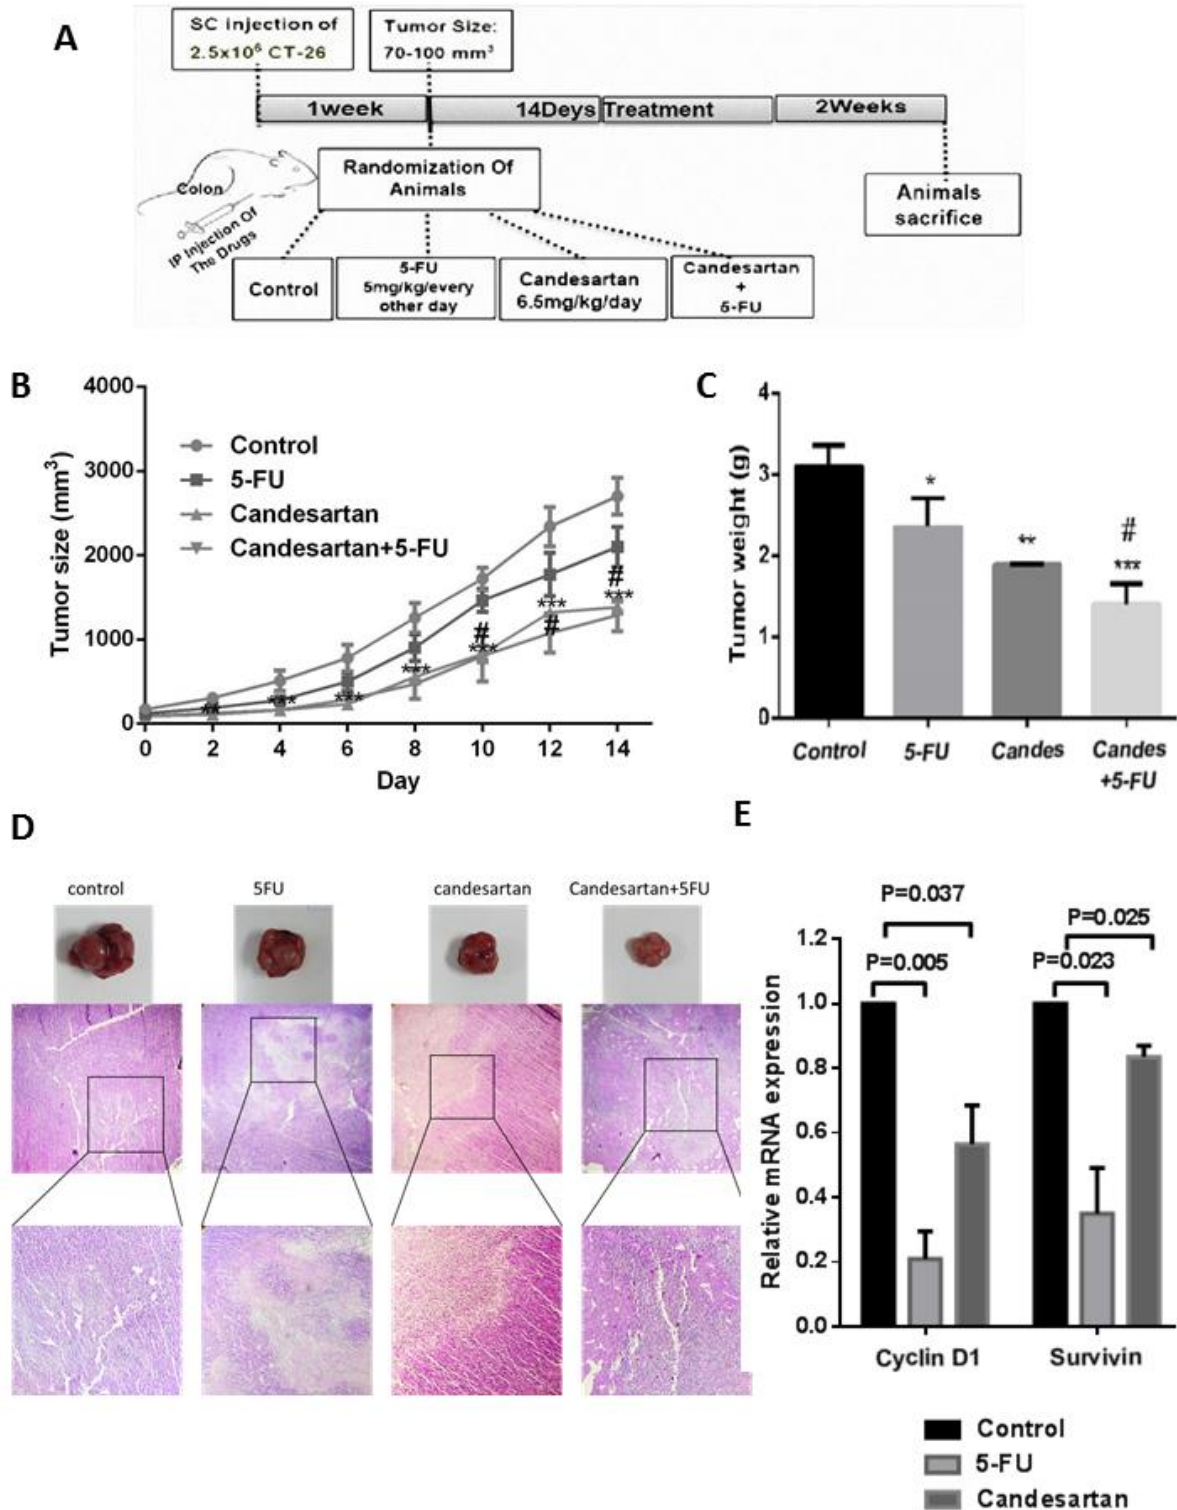 A
SC injection of
2.5x10⁶ CT-26
Tumor Size:
70-100 mm³
1week
14Deys Treatment
2Weeks
Colon
IP Injection Of
The Drugs
Randomization Of
Animals
Animals
sacrifice
Control
5-FU
5mg/kg/every
other day
Candesartan
6.5mg/kg/day
Candesartan
+
5-FU
B
Tumor size (mm³)
4000
3000
2000
1000
0
Control
5-FU
Candesartan
Candesartan+5-FU
**
***
***
***
#
***
***
#
#
***
0 2 4 6 8 10 12 14
Day
C
Tumor weight (g)
4
3
2
1
0
*
**
#
***
Control
5-FU
Candes
Candes
+5-FU
D
control
5FU
candesartan
Candesartan+5FU
E
Relative mRNA expression
1.2
1.0
0.8
0.6
0.4
0.2
0.0
P=0.037
P=0.005
P=0.025
P=0.023
Cyclin D1
Survivin
Control
5-FU
Candesartan